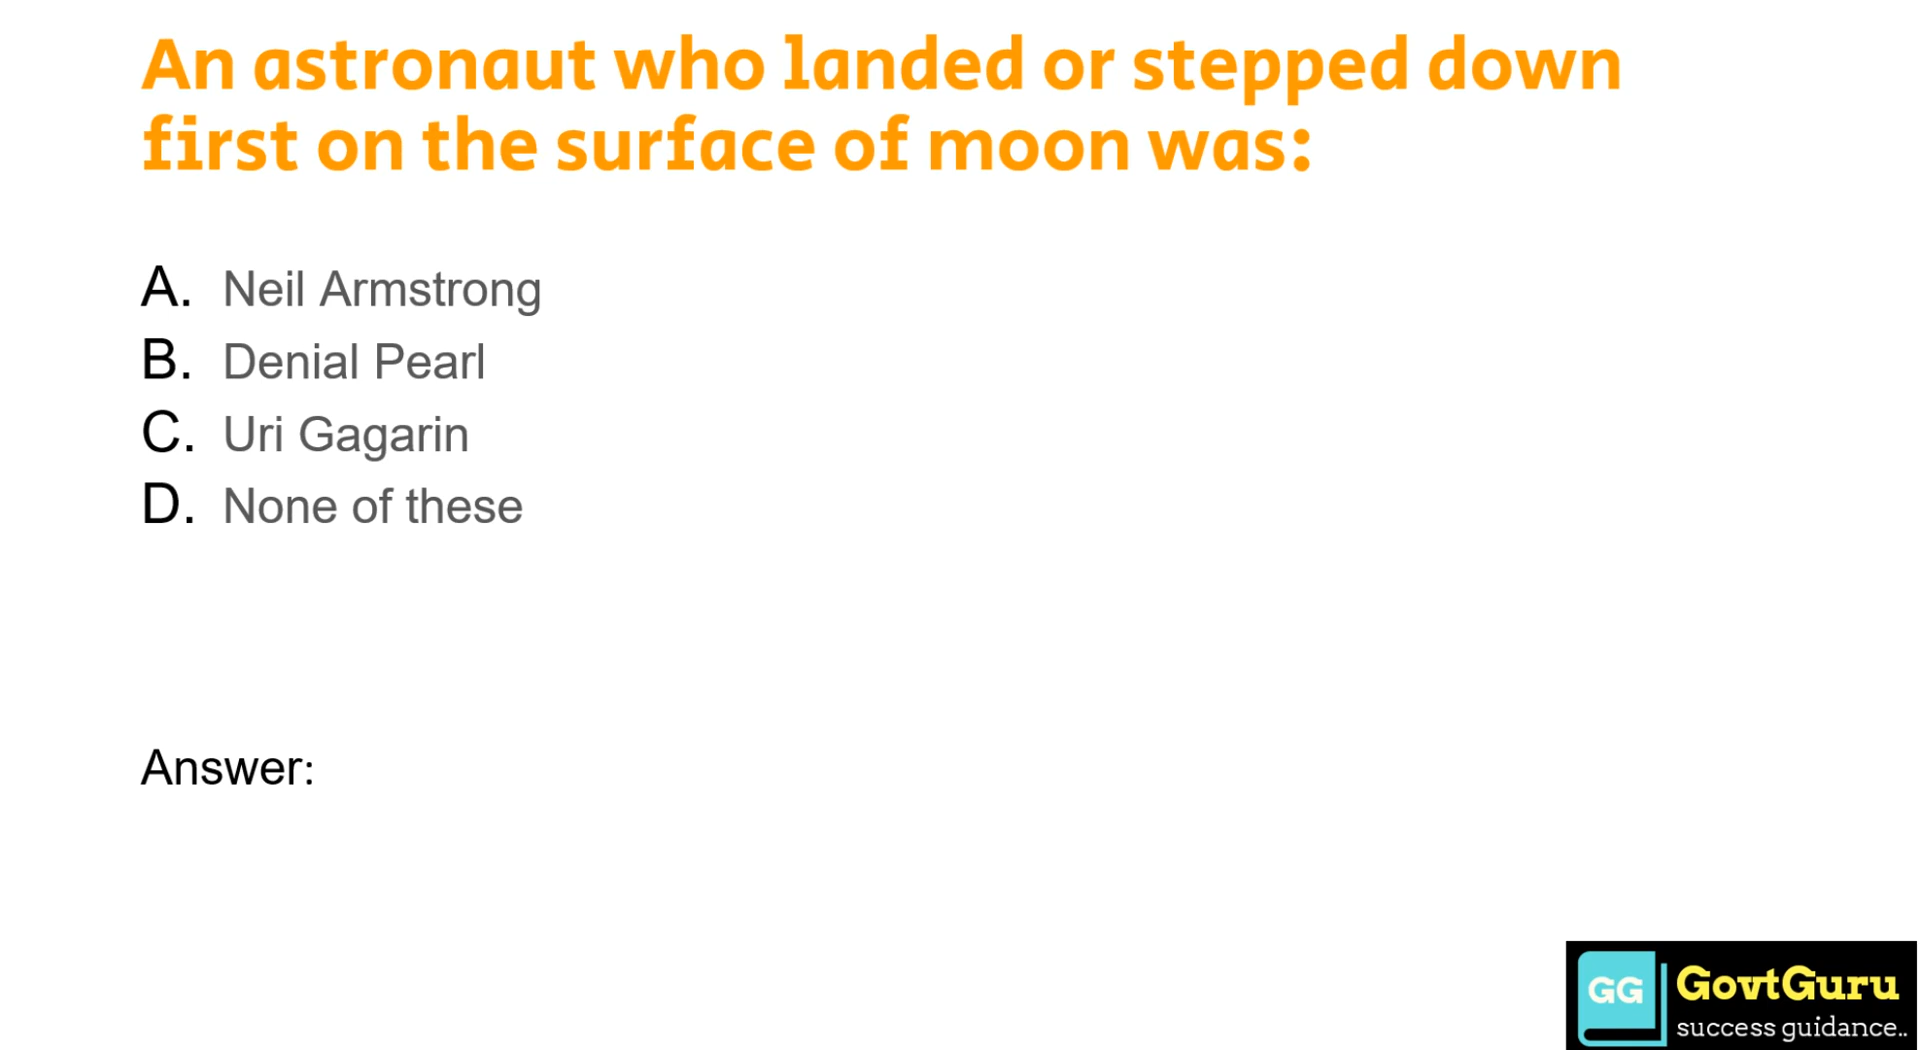 An astronaut who landed or stepped down
first on the surface of moon was:
A. Neil Armstrong
B. Denial Pearl
C. Uri Gagarin
D. None of these
Answer:
GG
GovtGuru
success guidance..